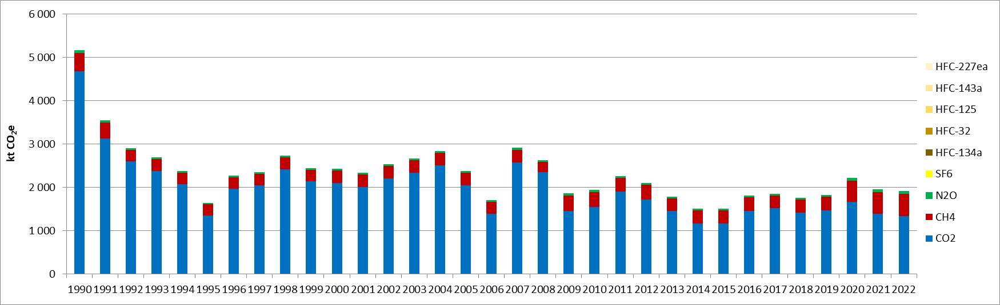 6 000
5 000
4 000
3 000
2 000
1 000
0
kt CO₂e
1990 1991 1992 1993 1994 1995 1996 1997 1998 1999 2000 2001 2002 2003 2004 2005 2006 2007 2008 2009 2010 2011 2012 2013 2014 2015 2016 2017 2018 2019 2020 2021 2022
HFC-227ea
HFC-143a
HFC-125
HFC-32
HFC-134a
SF6
N2O
CH4
CO2